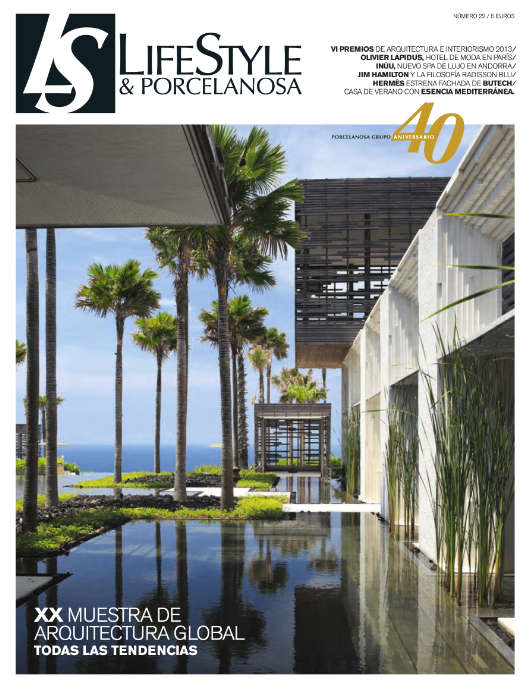 NÚMERO 22 / 6 EUROS
LS LIFESTYLE
& PORCELANOSA
VI PREMIOS DE ARQUITECTURA E INTERIORISMO 2013/
OLIVIER LAPIDUS, HOTEL DE MODA EN PARÍS/
INÚU, NUEVO SPA DE LUJO EN ANDORRA/
JIM HAMILTON Y LA FILOSOFÍA RADISSON BLU/
HERMÈS ESTRENA FACHADA DE BUTECH/
CASA DE VERANO CON ESENCIA MEDITERRÁNEA.
PORCELANOSA GRUPO ANIVERSARIO 40
XX MUESTRA DE
ARQUITECTURA GLOBAL
TODAS LAS TENDENCIAS